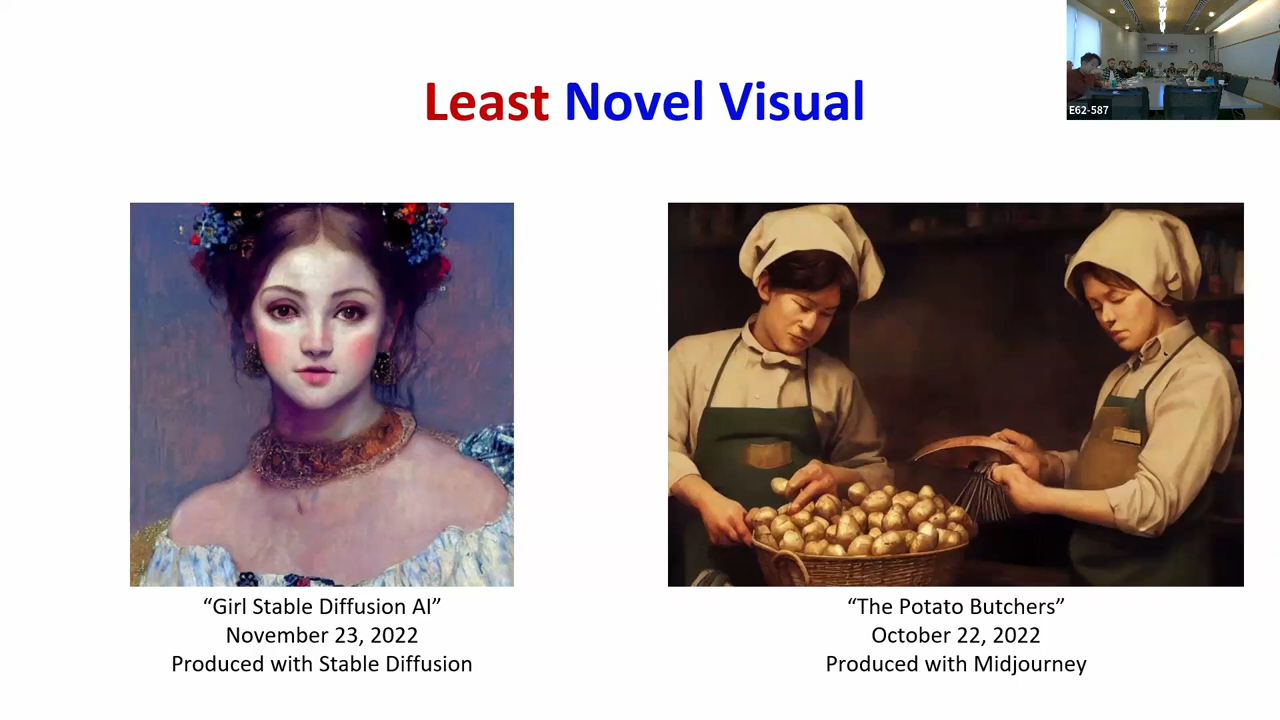 E62-587
Least Novel Visual
“Girl Stable Diffusion AI”
November 23, 2022
Produced with Stable Diffusion
“The Potato Butchers”
October 22, 2022
Produced with Midjourney